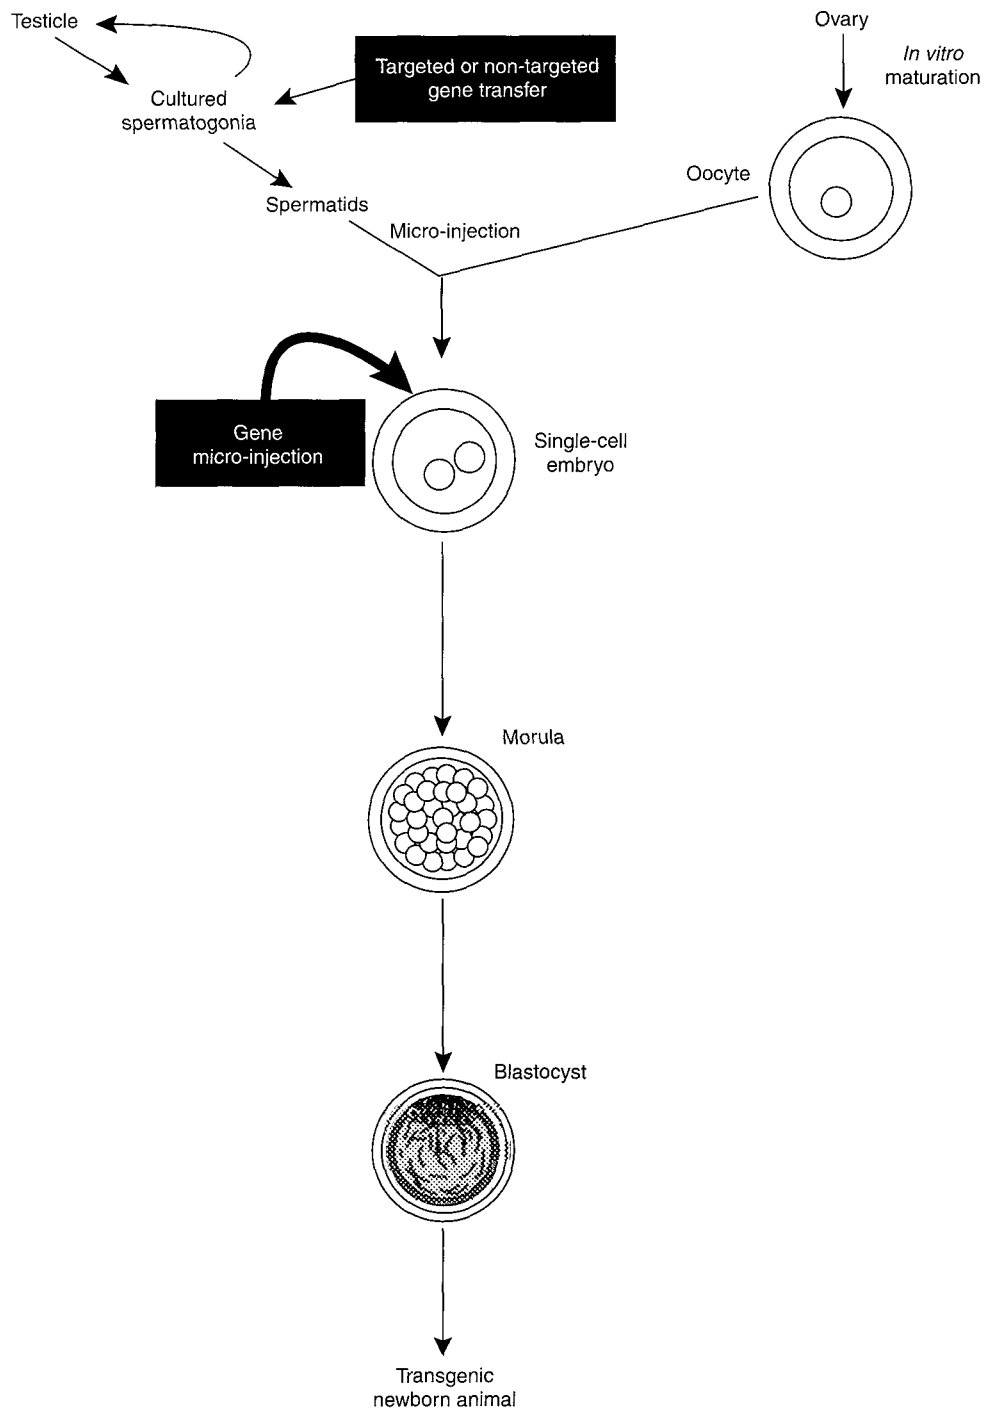 Testicle
Ovary
In vitro
maturation
Targeted or non-targeted
gene transfer
Cultured
spermatogonia
Oocyte
Spermatids
Micro-injection
Gene
micro-injection
Single-cell
embryo
Morula
Blastocyst
Transgenic
newborn animal